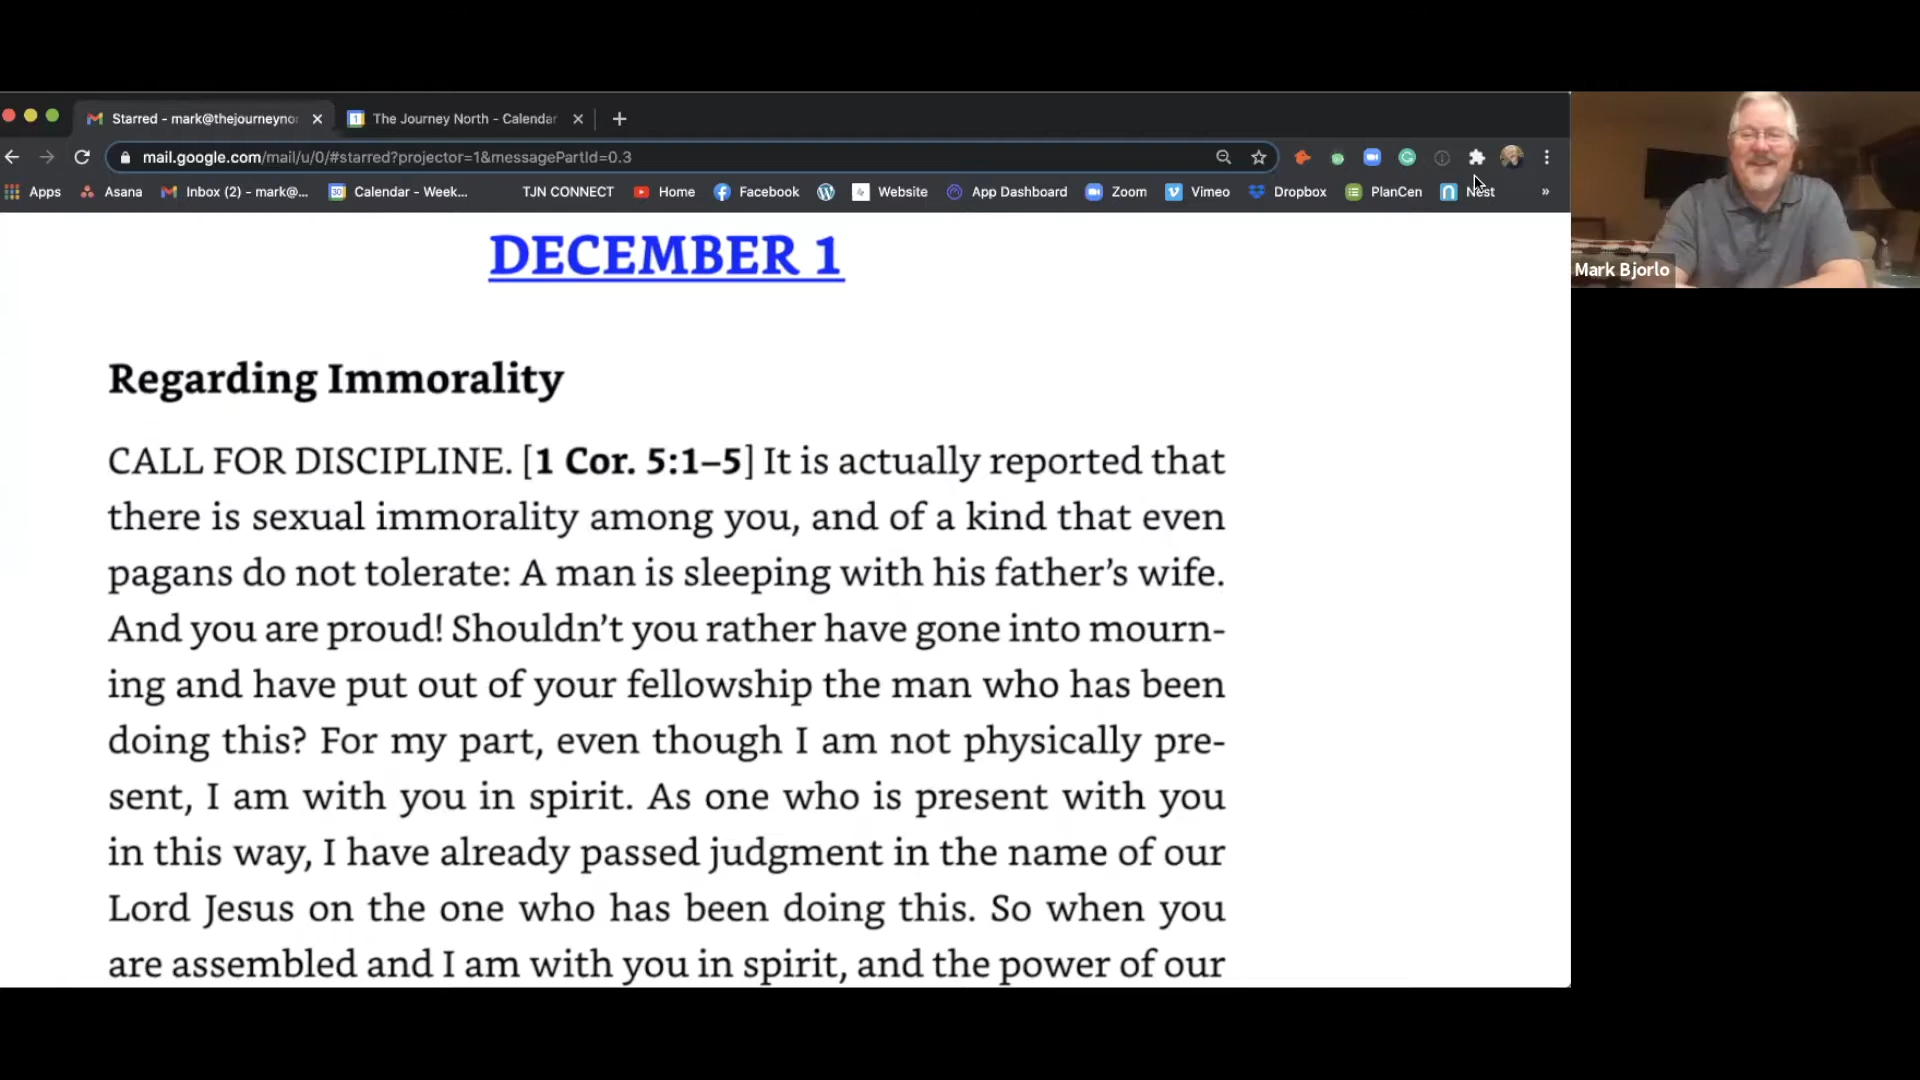 Starred - mark@thejourneyno
The Journey North - Calendar
mail.google.com/mail/u/0/#starred?projector=1&messagePartId=0.3
Apps Asana Inbox (2) - mark@... Calendar - Week... TJN CONNECT Home Facebook Website App Dashboard Zoom Vimeo Dropbox PlanCen Nest »
Mark Bjorlo
DECEMBER 1
Regarding Immorality
CALL FOR DISCIPLINE. [1 Cor. 5:1–5] It is actually reported that
there is sexual immorality among you, and of a kind that even
pagans do not tolerate: A man is sleeping with his father’s wife.
And you are proud! Shouldn’t you rather have gone into mourn-
ing and have put out of your fellowship the man who has been
doing this? For my part, even though I am not physically pre-
sent, I am with you in spirit. As one who is present with you
in this way, I have already passed judgment in the name of our
Lord Jesus on the one who has been doing this. So when you
are assembled and I am with you in spirit, and the power of our